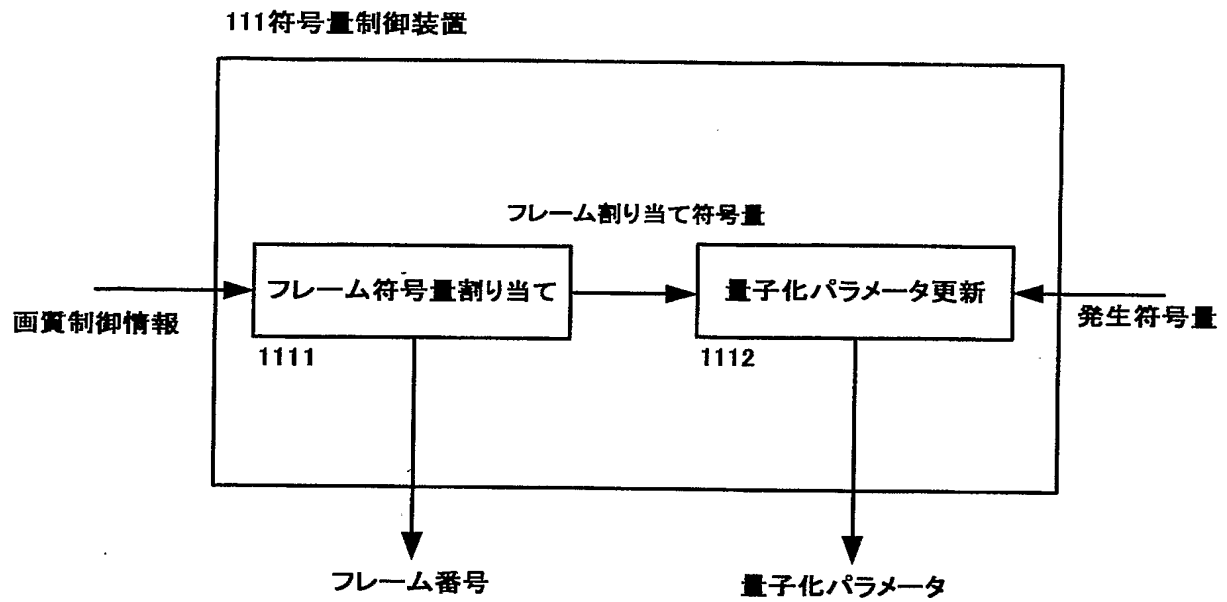 111符号量制御装置
フレーム割り当て符号量
フレーム符号量割り当て
量子化パラメータ更新
画質制御情報
発生符号量
1111
1112
フレーム番号
量子化パラメータ